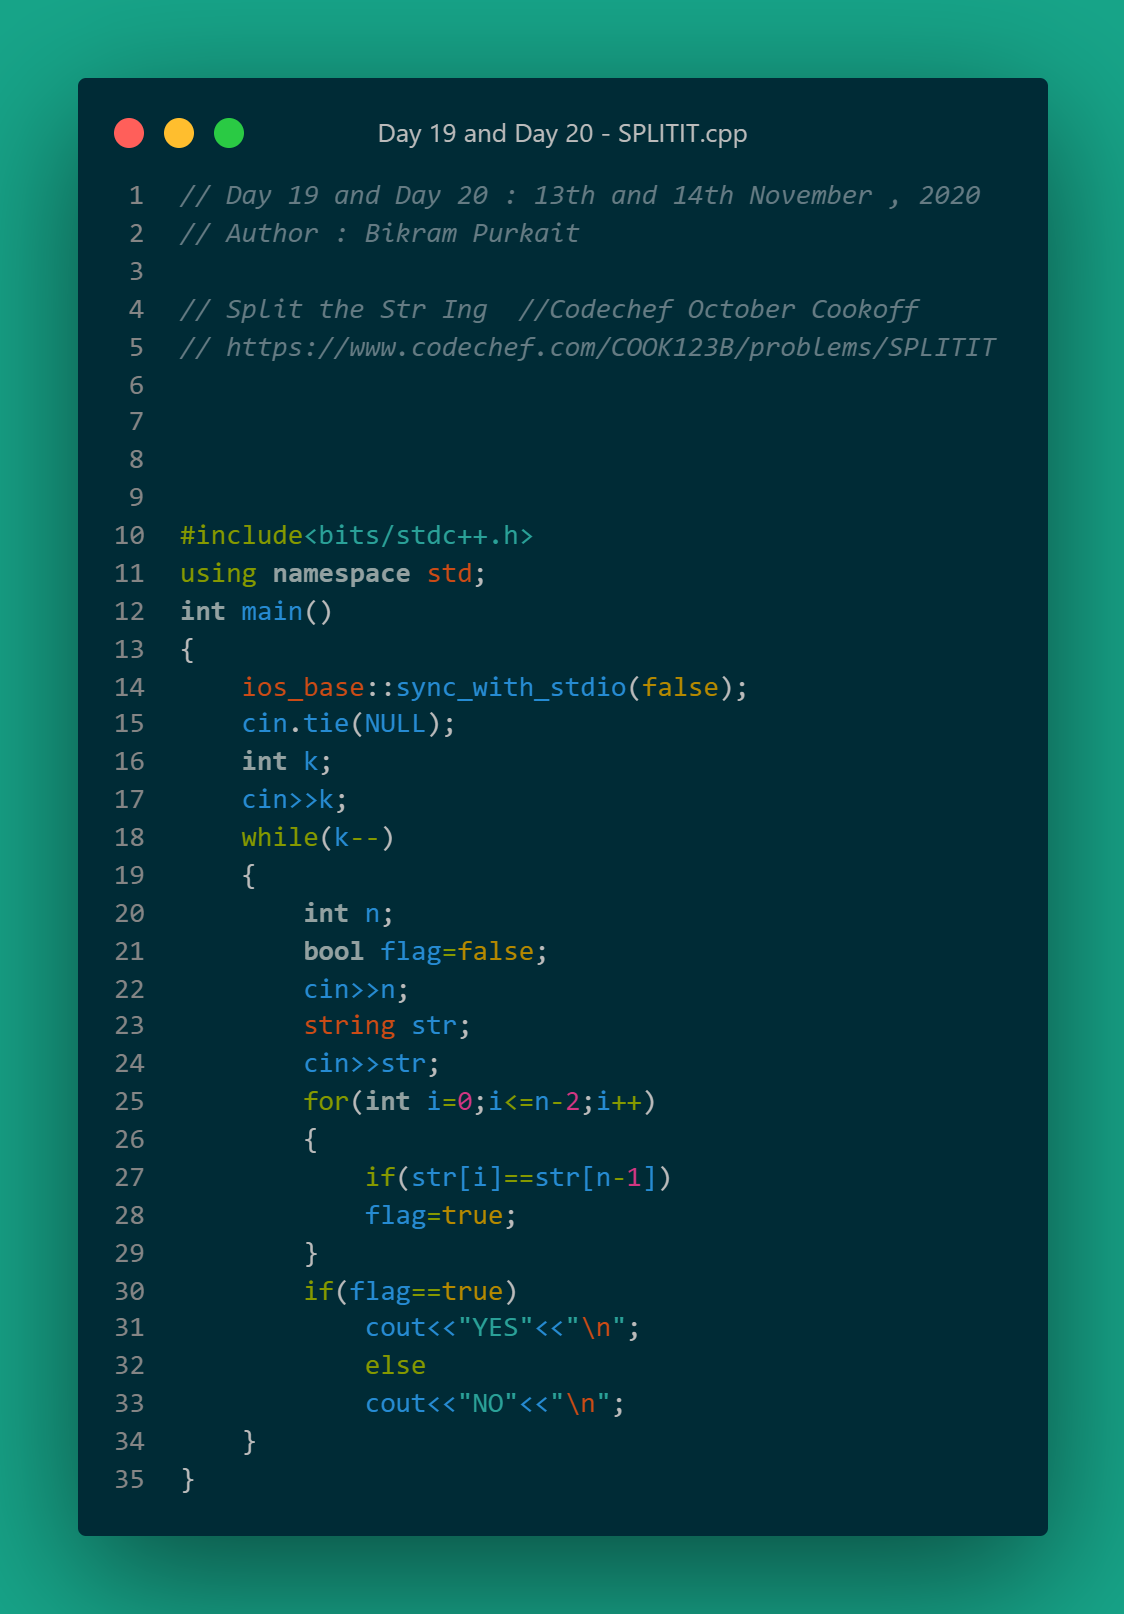 Day 19 and Day 20 - SPLITIT.cpp
1 // Day 19 and Day 20 : 13th and 14th November , 2020
2 // Author : Bikram Purkait
3
4 // Split the Str Ing  //Codechef October Cookoff
5 // https://www.codechef.com/COOK123B/problems/SPLITIT
6
7
8
9
10 #include<bits/stdc++.h>
11 using namespace std;
12 int main()
13 {
14     ios_base::sync_with_stdio(false);
15     cin.tie(NULL);
16     int k;
17     cin>>k;
18     while(k--)
19     {
20         int n;
21         bool flag=false;
22         cin>>n;
23         string str;
24         cin>>str;
25         for(int i=0;i<=n-2;i++)
26         {
27             if(str[i]==str[n-1])
28             flag=true;
29         }
30         if(flag==true)
31             cout<<"YES"<<"\n";
32             else
33             cout<<"NO"<<"\n";
34     }
35 }